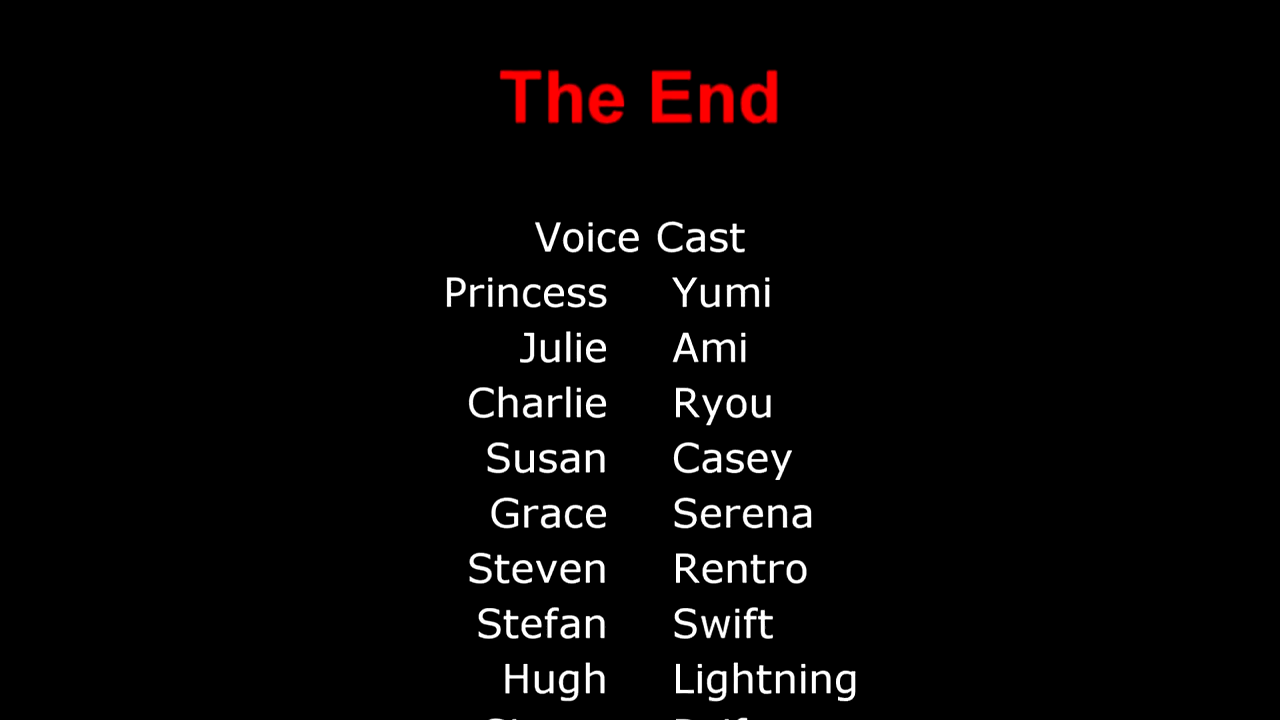 The End
Voice Cast
Princess Yumi
Julie Ami
Charlie Ryou
Susan Casey
Grace Serena
Steven Rentro
Stefan Swift
Hugh Lightning